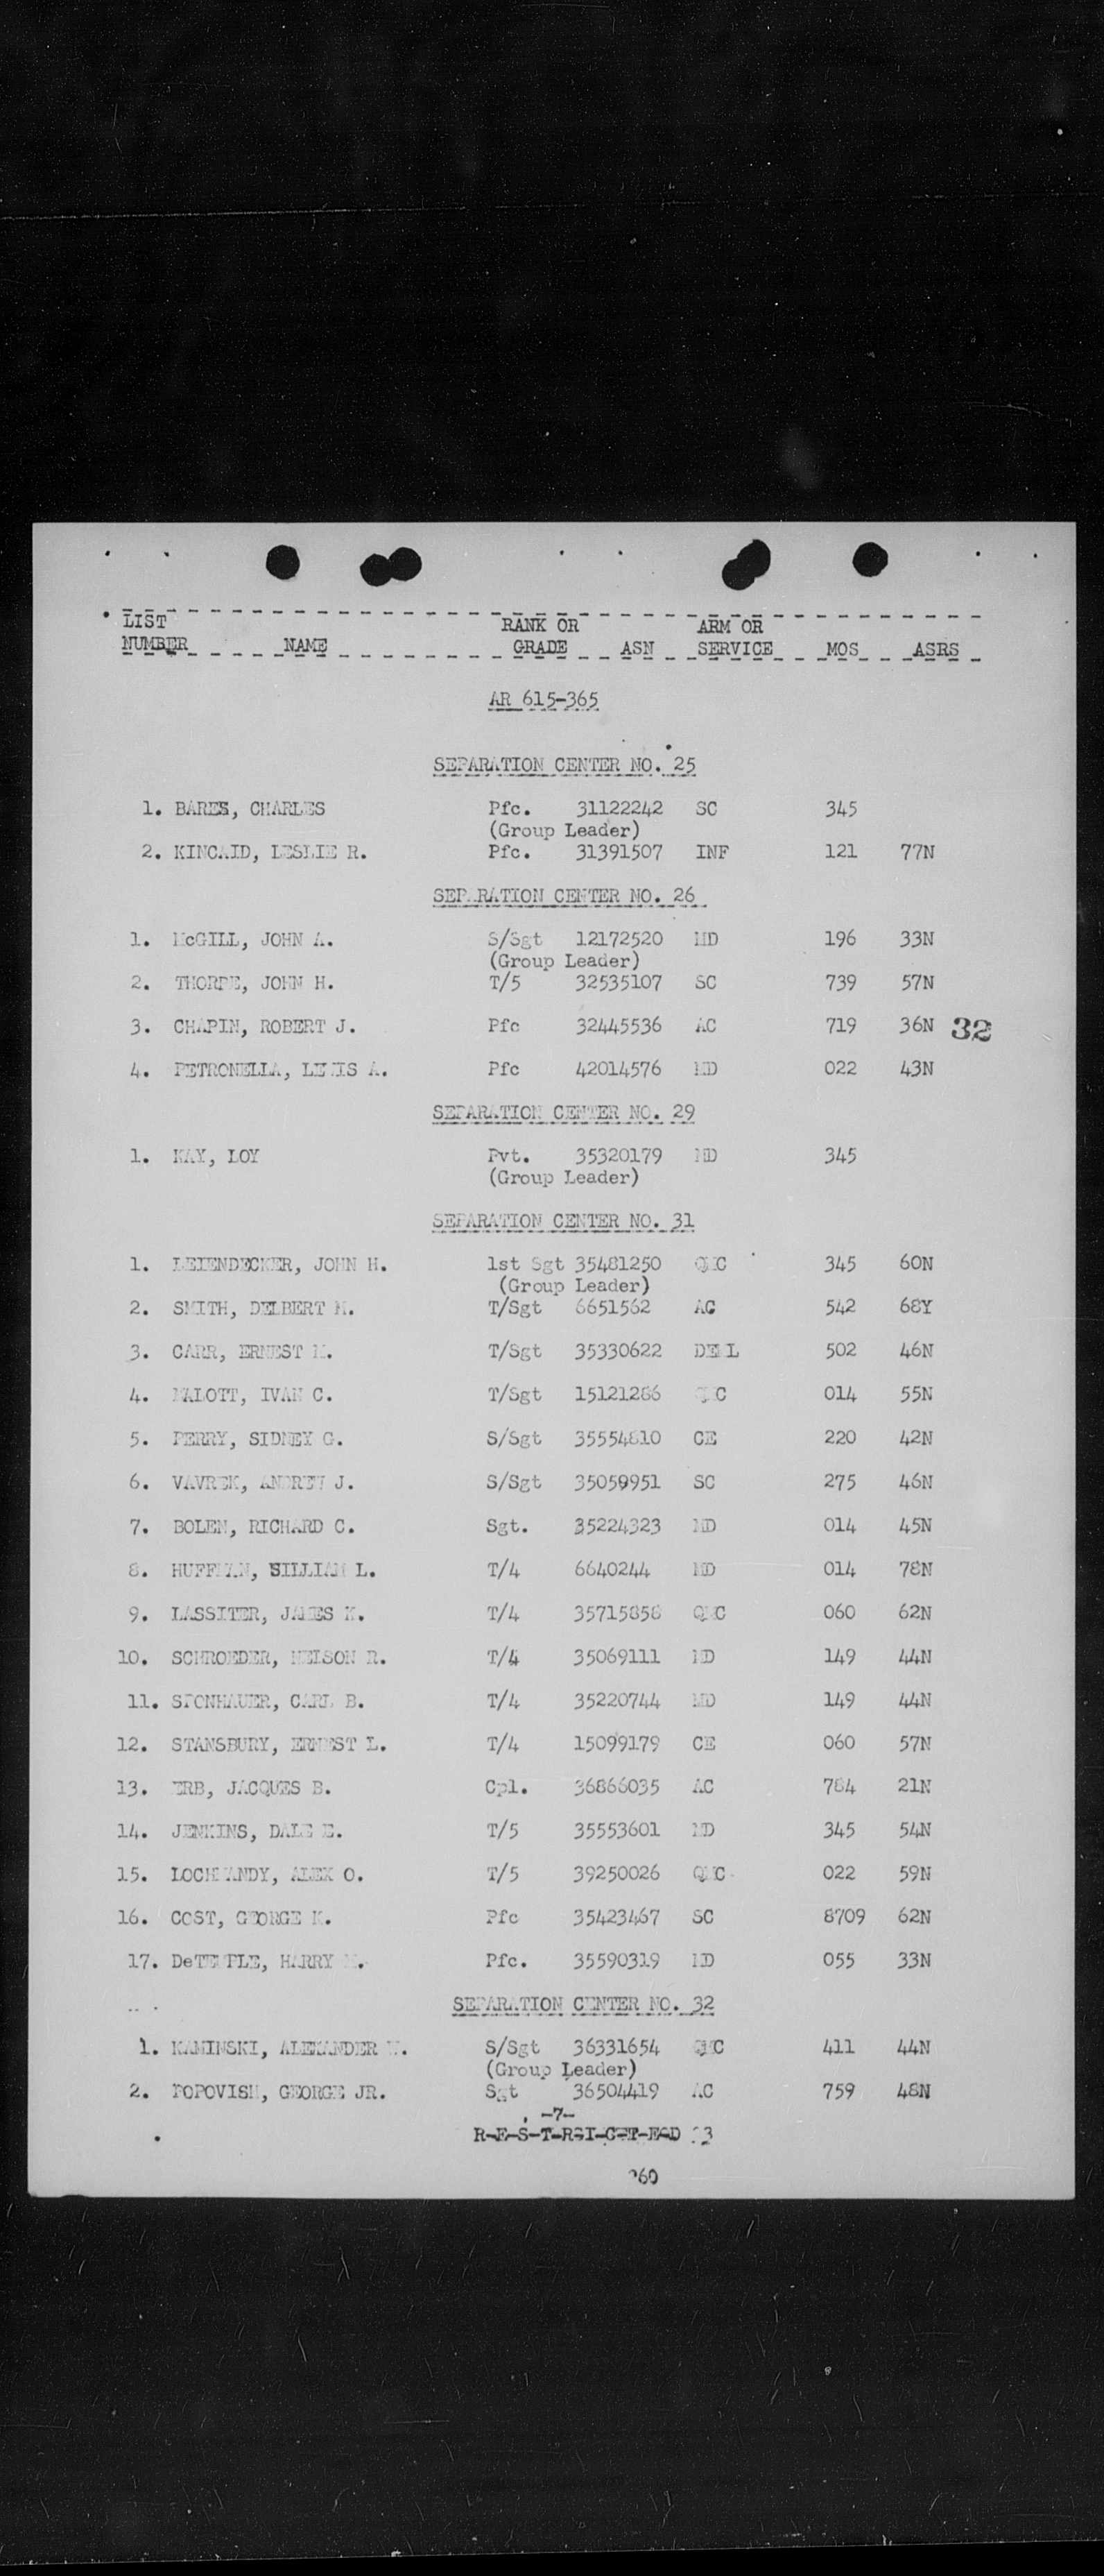 LIST NUMBER NAME RANK OR GRADE ASN ARM OR SERVICE MOS ASRS
AR 615-365
SEPARATION CENTER NO. 25
1. BARES, CHARLES Pfc. 31122242 SC 345
(Group Leader)
2. KINCAID, LESLIE R. Pfc. 31391507 INF 121 77N
SEPARATION CENTER NO. 26
1. McGILL, JOHN A. S/Sgt 12172520 MD 196 33N
(Group Leader)
2. THORPE, JOHN H. T/5 32535107 SC 739 57N
3. CHAPIN, ROBERT J. Pfc 32445536 AC 719 36N 32
4. PETRONELLA, A. Pfc 42014576 MD 022 43N
SEPARATION CENTER NO. 29
1. KAY, LOY Pvt. 35320179 MD 345
(Group Leader)
SEPARATION CENTER NO. 31
1. LEIENDECKER, JOHN H. 1st Sgt 35481250 QMC 345 60N
(Group Leader)
2. SMITH, DELBERT M. T/Sgt 6651562 AC 542 68Y
3. CARR, ERNEST M. T/Sgt 35330622 DEML 502 46N
4. MALOTT, IVAN C. T/Sgt 15121286 QMC 014 55N
5. PERRY, SIDNEY G. S/Sgt 35554810 CE 220 42N
6. VAVREK, ANDREW J. S/Sgt 35059951 SC 275 46N
7. BOLEN, RICHARD C. Sgt. 35224323 MD 014 45N
8. HUFFMAN, SILLIAM L. T/4 6640244 MD 014 78N
9. LASSITER, JAMES K. T/4 35715858 QMC 060 62N
10. SCHROEDER, NELSON R. T/4 35069111 MD 149 44N
11. STONHAUER, CARL B. T/4 35220744 MD 149 44N
12. STANSBURY, ERNEST L. T/4 15099179 CE 060 57N
13. ERB, JACQUES B. Cpl. 36866035 AC 784 21N
14. JENKINS, DALE E. T/5 35553601 MD 345 54N
15. LOCHMANDY, ALEX O. T/5 39250026 QMC 022 59N
16. COST, GEORGE K. Pfc 35423467 SC 8709 62N
17. DeTEMPLE, HARRY Pfc. 35590319 MD 055 33N
SEPARATION CENTER NO. 32
1. KAMINSKI, ALEXANDER S/Sgt 36331654 QMC 411 44N
(Group Leader)
2. POPOVISH, GEORGE JR. Sgt 36504419 AC 759 48N
-7-
R-E-S-T-R-I-C-T-E-D